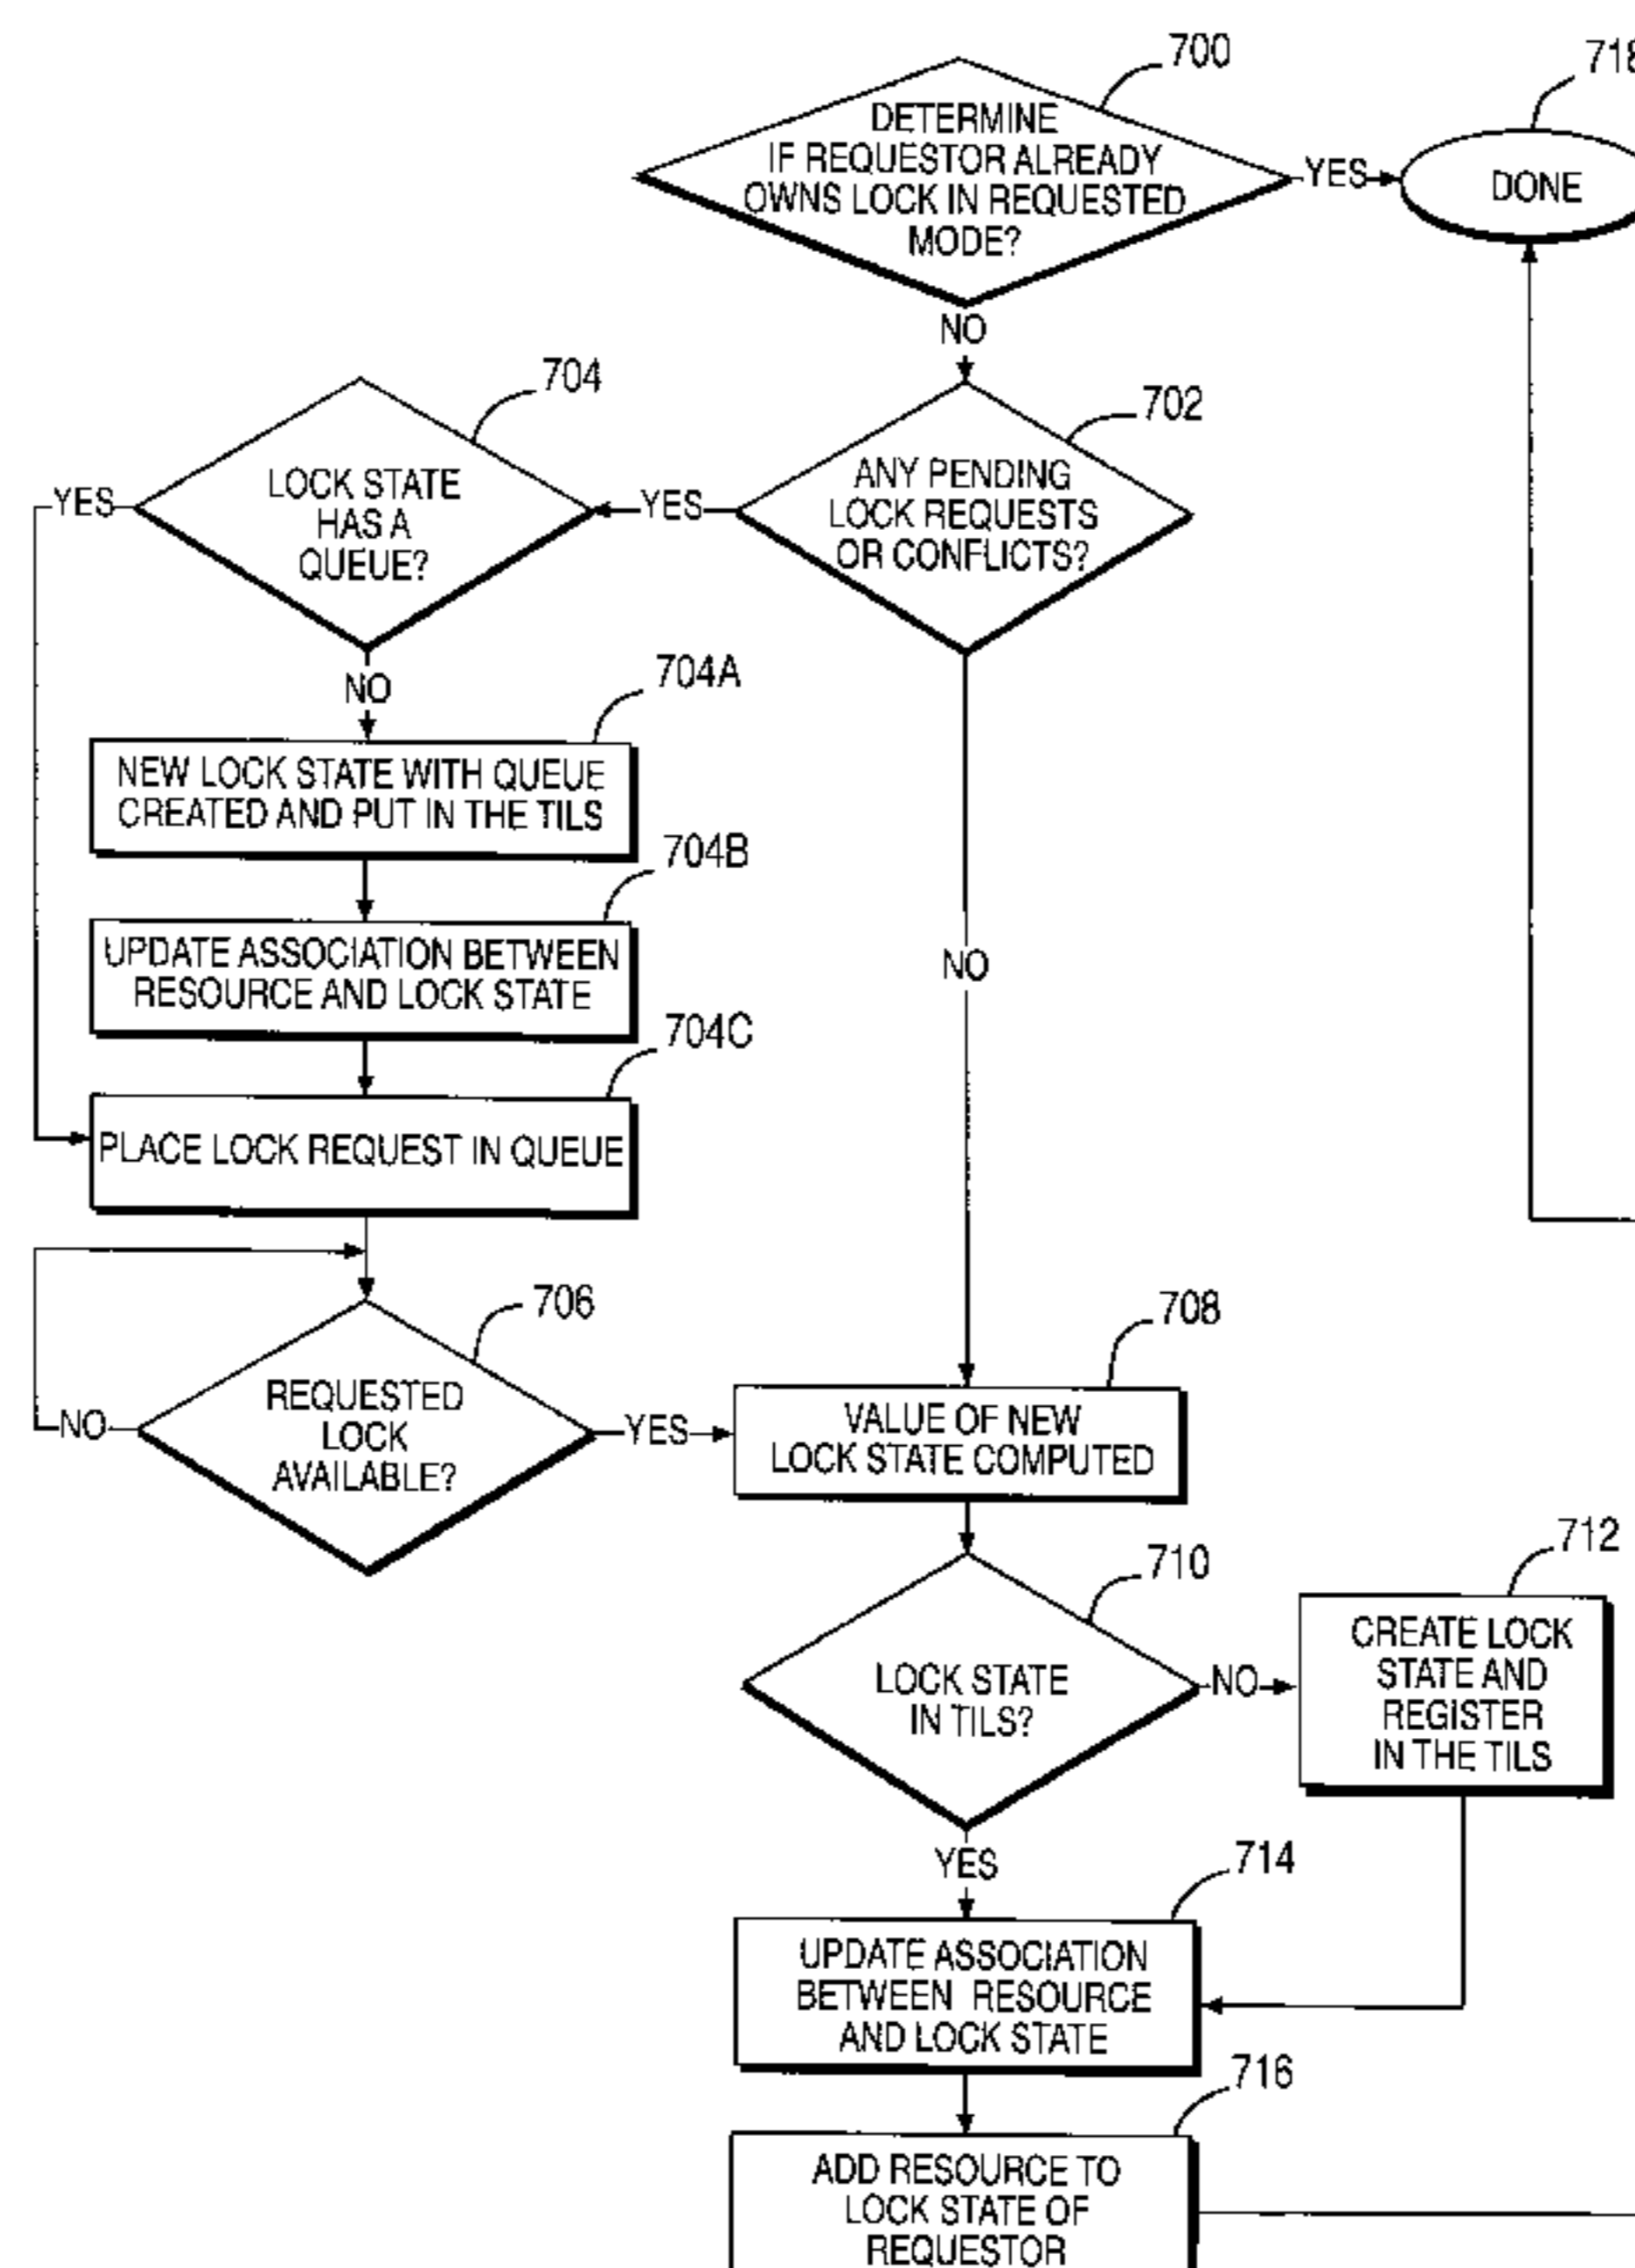 700
DETERMINE
IF REQUESTOR ALREADY
OWNS LOCK IN REQUESTED
MODE?
YES
718
DONE
NO
704
LOCK STATE
HAS A
QUEUE?
YES
702
ANY PENDING
LOCK REQUESTS
OR CONFLICTS?
YES
NO
704A
NEW LOCK STATE WITH QUEUE
CREATED AND PUT IN THE TILS
704B
UPDATE ASSOCIATION BETWEEN
RESOURCE AND LOCK STATE
704C
PLACE LOCK REQUEST IN QUEUE
NO
706
REQUESTED
LOCK
AVAILABLE?
NO
YES
708
VALUE OF NEW
LOCK STATE COMPUTED
710
LOCK STATE
IN TILS?
NO
712
CREATE LOCK
STATE AND
REGISTER
IN THE TILS
YES
714
UPDATE ASSOCIATION
BETWEEN RESOURCE
AND LOCK STATE
716
ADD RESOURCE TO
LOCK STATE OF
REQUESTOR